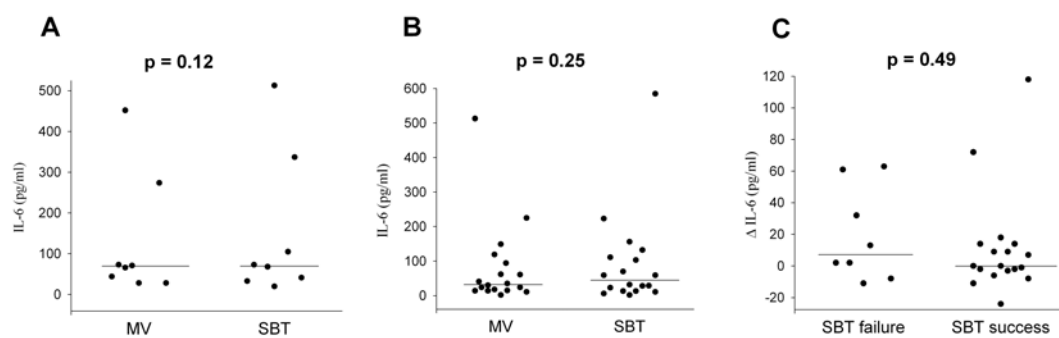 A
p = 0.12
IL-6 (pg/ml)
500
400
300
200
100
0
MV
SBT
B
p = 0.25
IL-6 (pg/ml)
600
500
400
300
200
100
0
MV
SBT
C
p = 0.49
Δ IL-6 (pg/ml)
120
100
80
60
40
20
0
-20
SBT failure
SBT success